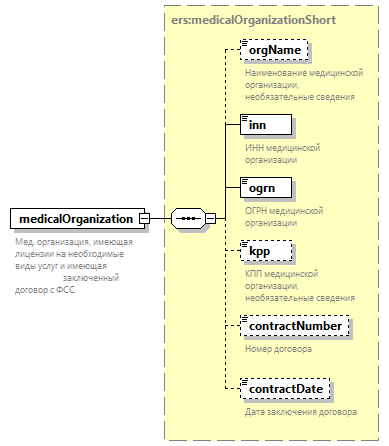 ers:medicalOrganizationShort
orgName
Наименование медицинской
организации,
необязательные сведения
inn
ИНН медицинской
организации
ogrn
ОГРН медицинской
организации
medicalOrganization
Мед. организация, имеющая
лицензии на необходимые
виды услуг и имеющая
заключенный
договор с ФСС
kpp
КПП медицинской
организации,
необязательные сведения
contractNumber
Номер договора
contractDate
Дата заключения договора